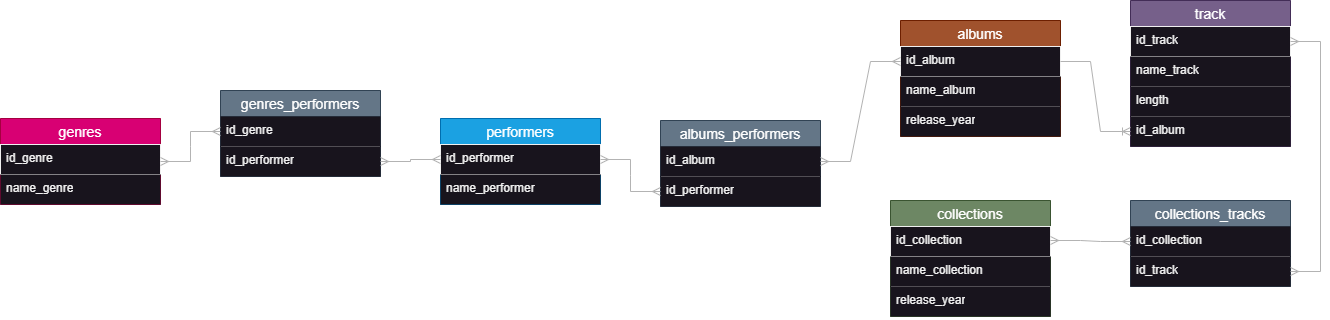 genres
id_genre
name_genre
genres_performers
id_genre
id_performer
performers
id_performer
name_performer
albums_performers
id_album
id_performer
albums
id_album
name_album
release_year
track
id_track
name_track
length
id_album
collections
id_collection
name_collection
release_year
collections_tracks
id_collection
id_track